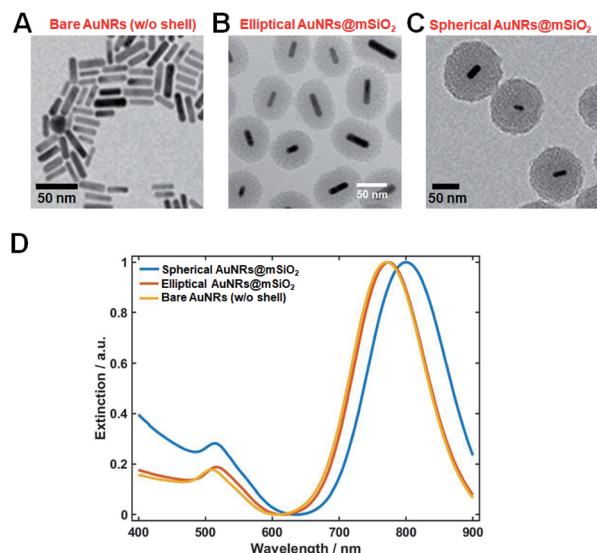 A Bare AuNRs (w/o shell)
B Elliptical AuNRs@mSiO₂
C Spherical AuNRs@mSiO₂
50 nm
50 nm
50 nm
D
Spherical AuNRs@mSiO₂
Elliptical AuNRs@mSiO₂
Bare AuNRs (w/o shell)
Extinction / a.u.
1
0.8
0.6
0.4
0.2
0
400 500 600 700 800 900
Wavelength / nm